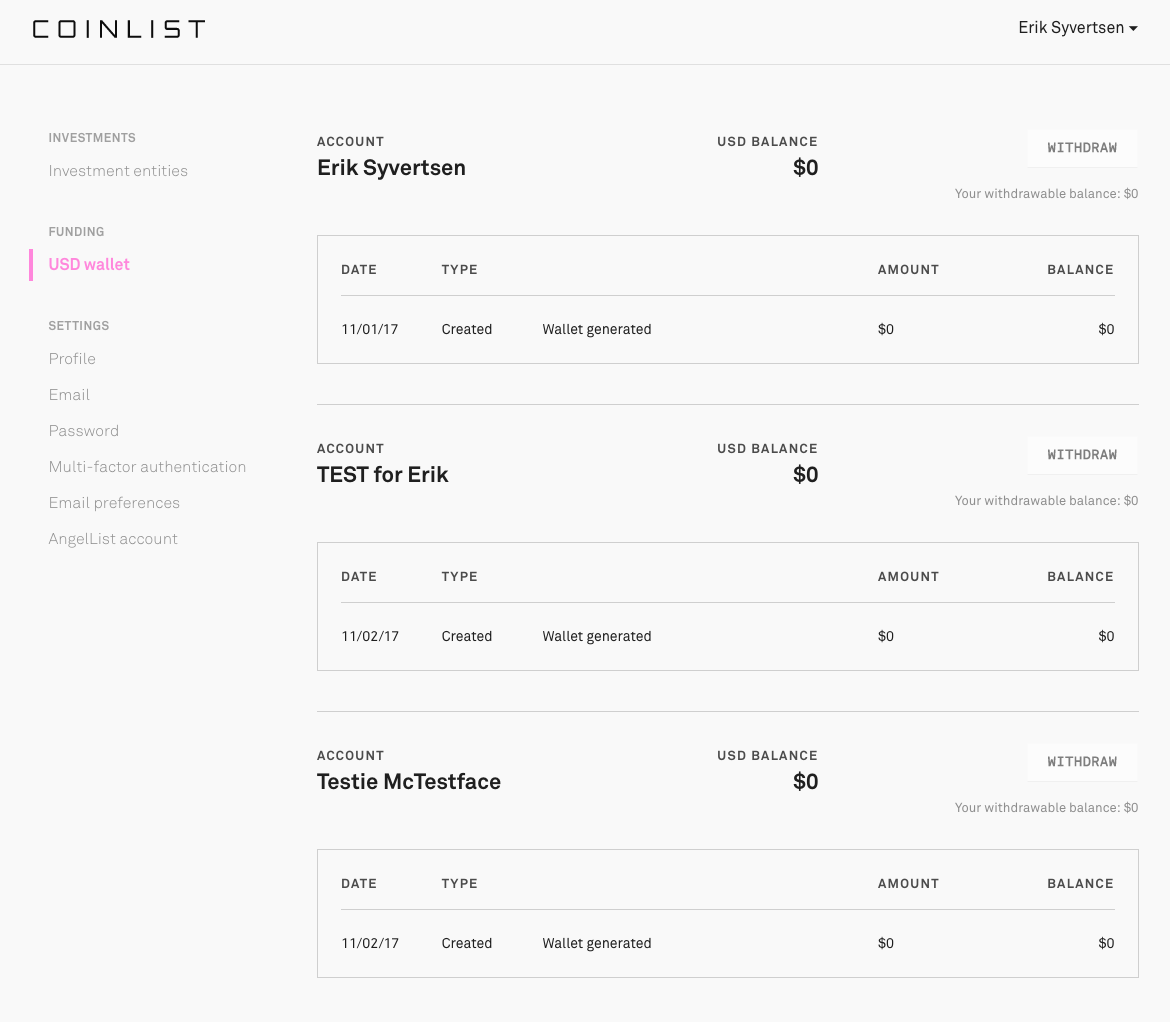 COINLIST
Erik Syvertsen
INVESTMENTS
Investment entities
FUNDING
USD wallet
SETTINGS
Profile
Email
Password
Multi-factor authentication
Email preferences
AngelList account
ACCOUNT USD BALANCE WITHDRAW
Erik Syvertsen $0
Your withdrawable balance: $0
DATE TYPE AMOUNT BALANCE
11/01/17 Created Wallet generated $0 $0
ACCOUNT USD BALANCE WITHDRAW
TEST for Erik $0
Your withdrawable balance: $0
DATE TYPE AMOUNT BALANCE
11/02/17 Created Wallet generated $0 $0
ACCOUNT USD BALANCE WITHDRAW
Testie McTestface $0
Your withdrawable balance: $0
DATE TYPE AMOUNT BALANCE
11/02/17 Created Wallet generated $0 $0